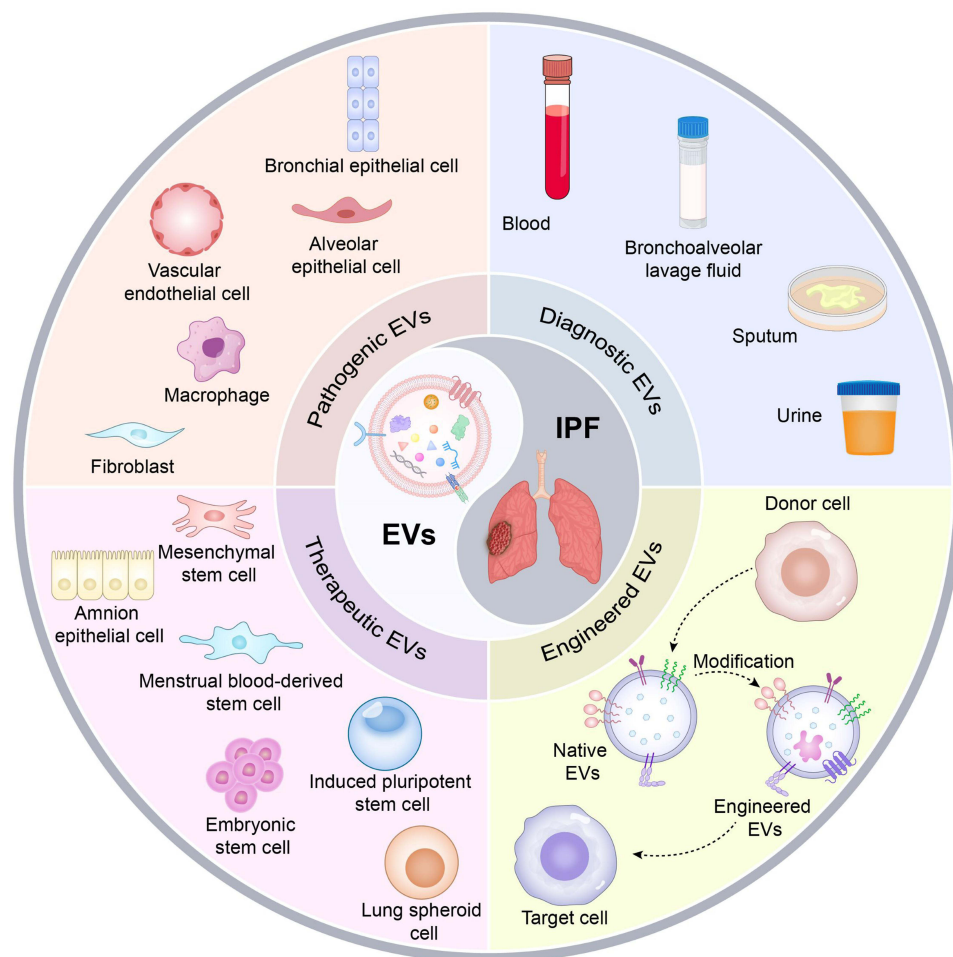 Bronchial epithelial cell
Alveolar
epithelial cell
Vascular
endothelial cell
Macrophage
Fibroblast
Pathogenic EVs
Blood
Bronchoalveolar
lavage fluid
Sputum
Urine
Diagnostic EVs
EVs
IPF
Mesenchymal
stem cell
Amnion
epithelial cell
Menstrual blood-derived
stem cell
Induced pluripotent
stem cell
Embryonic
stem cell
Lung spheroid
cell
Therapeutic EVs
Engineered EVs
Donor cell
Modification
Native
EVs
Engineered
EVs
Target cell